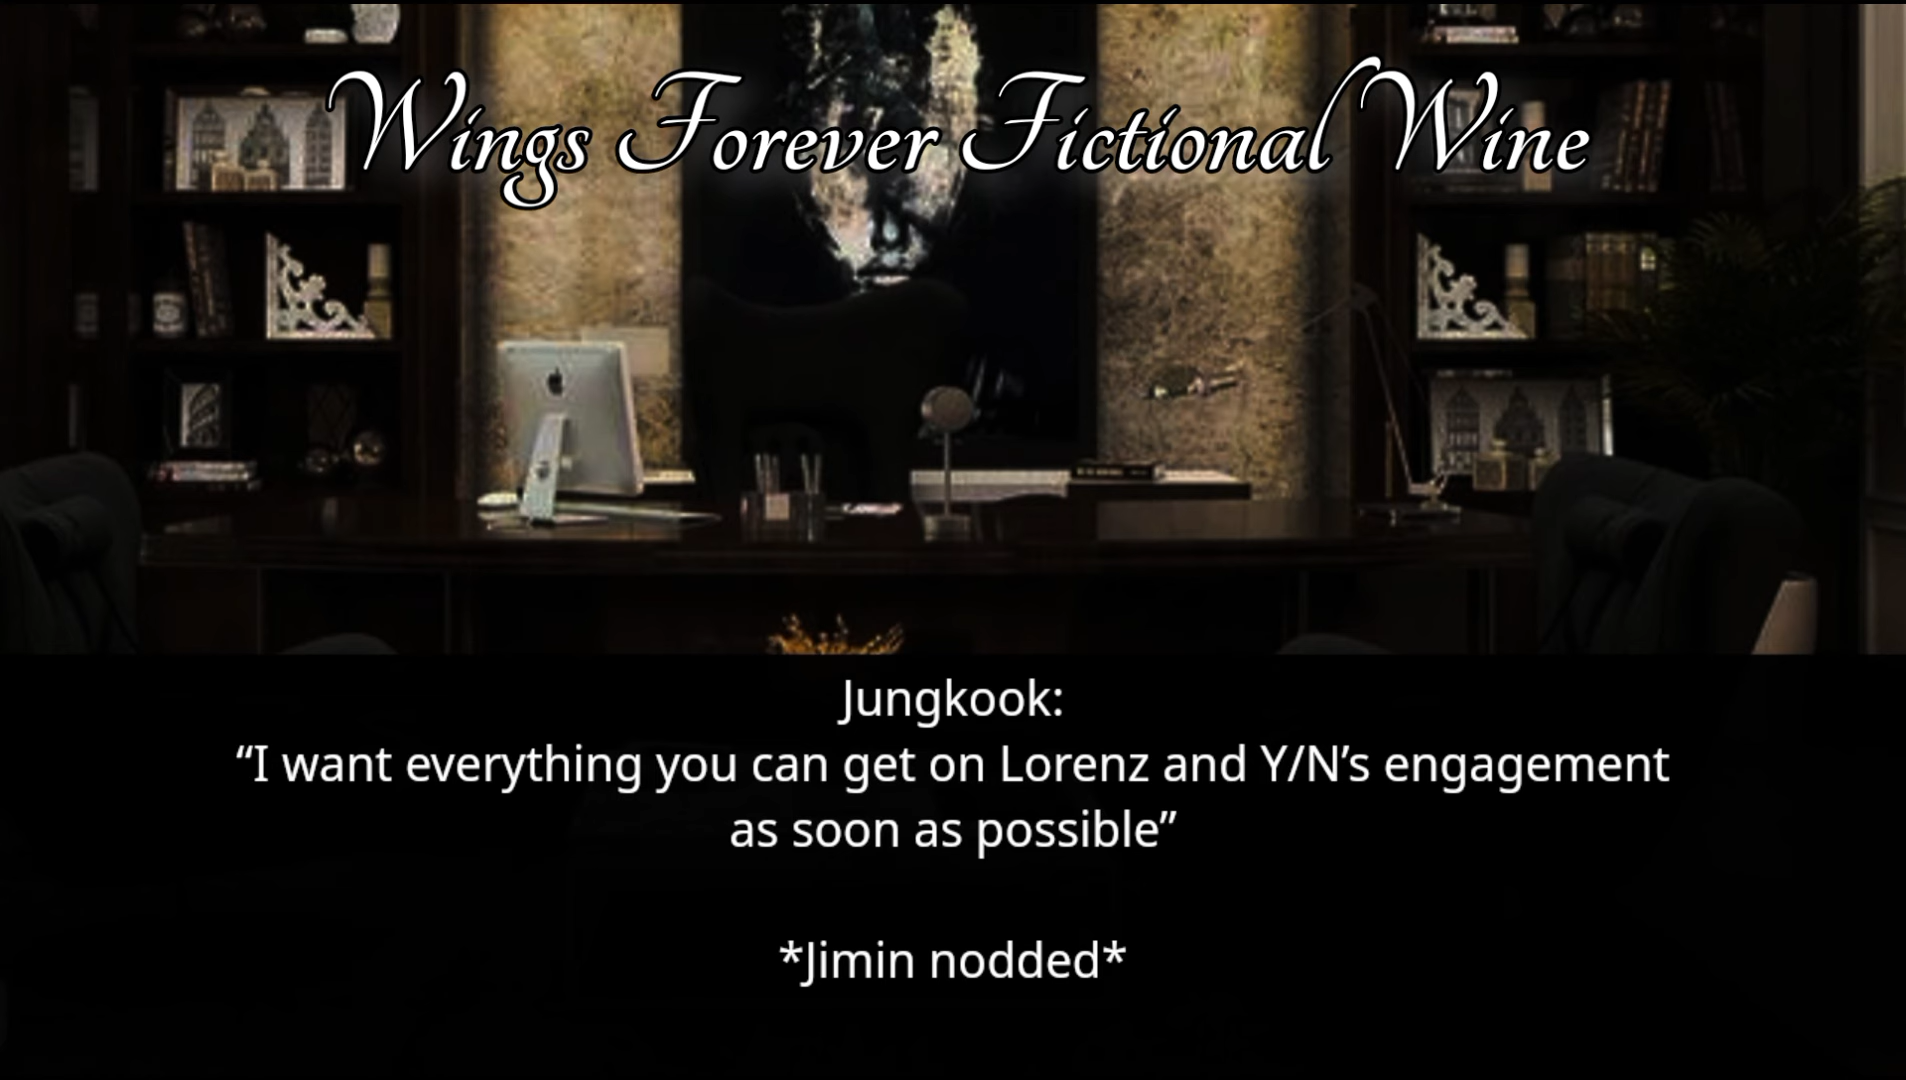 Wings Forever Fictional Wine
Jungkook:
“I want everything you can get on Lorenz and Y/N’s engagement
as soon as possible”
*Jimin nodded*